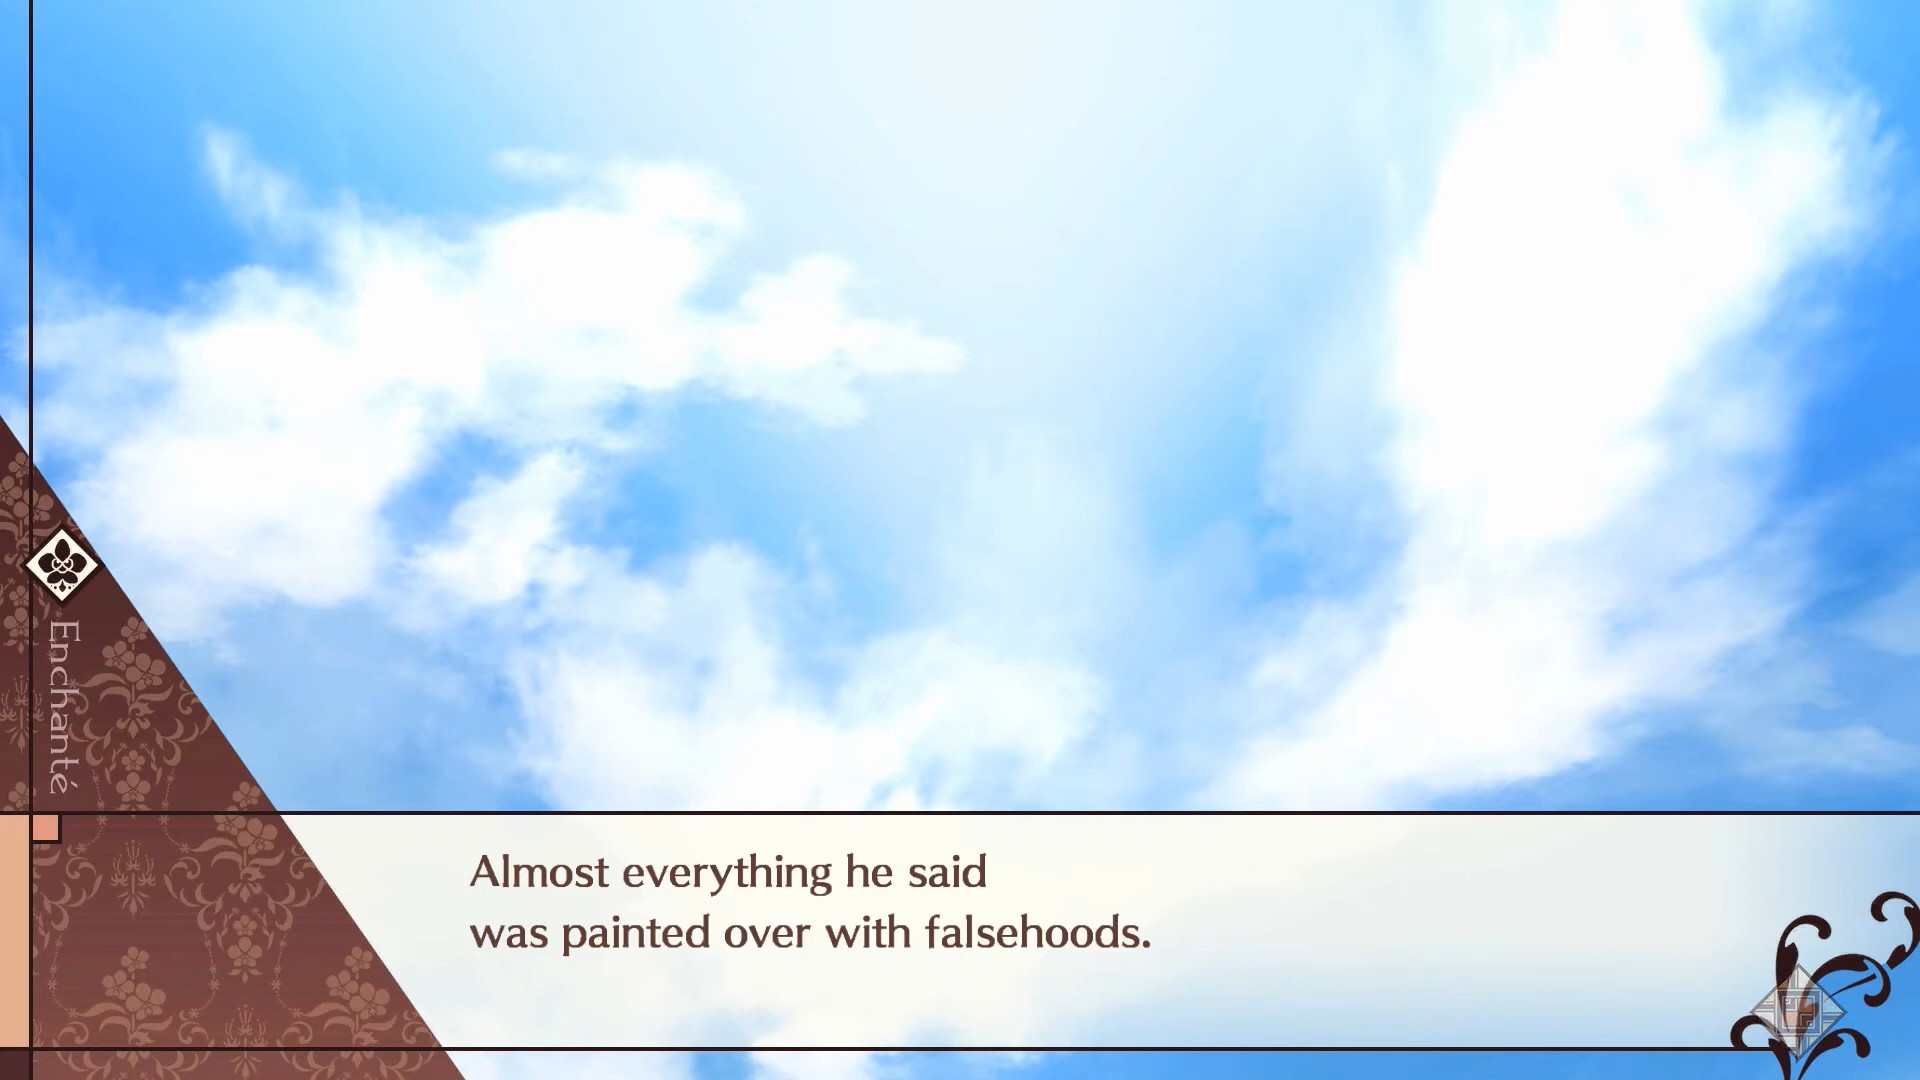 Enchanté
Almost everything he said
was painted over with falsehoods.